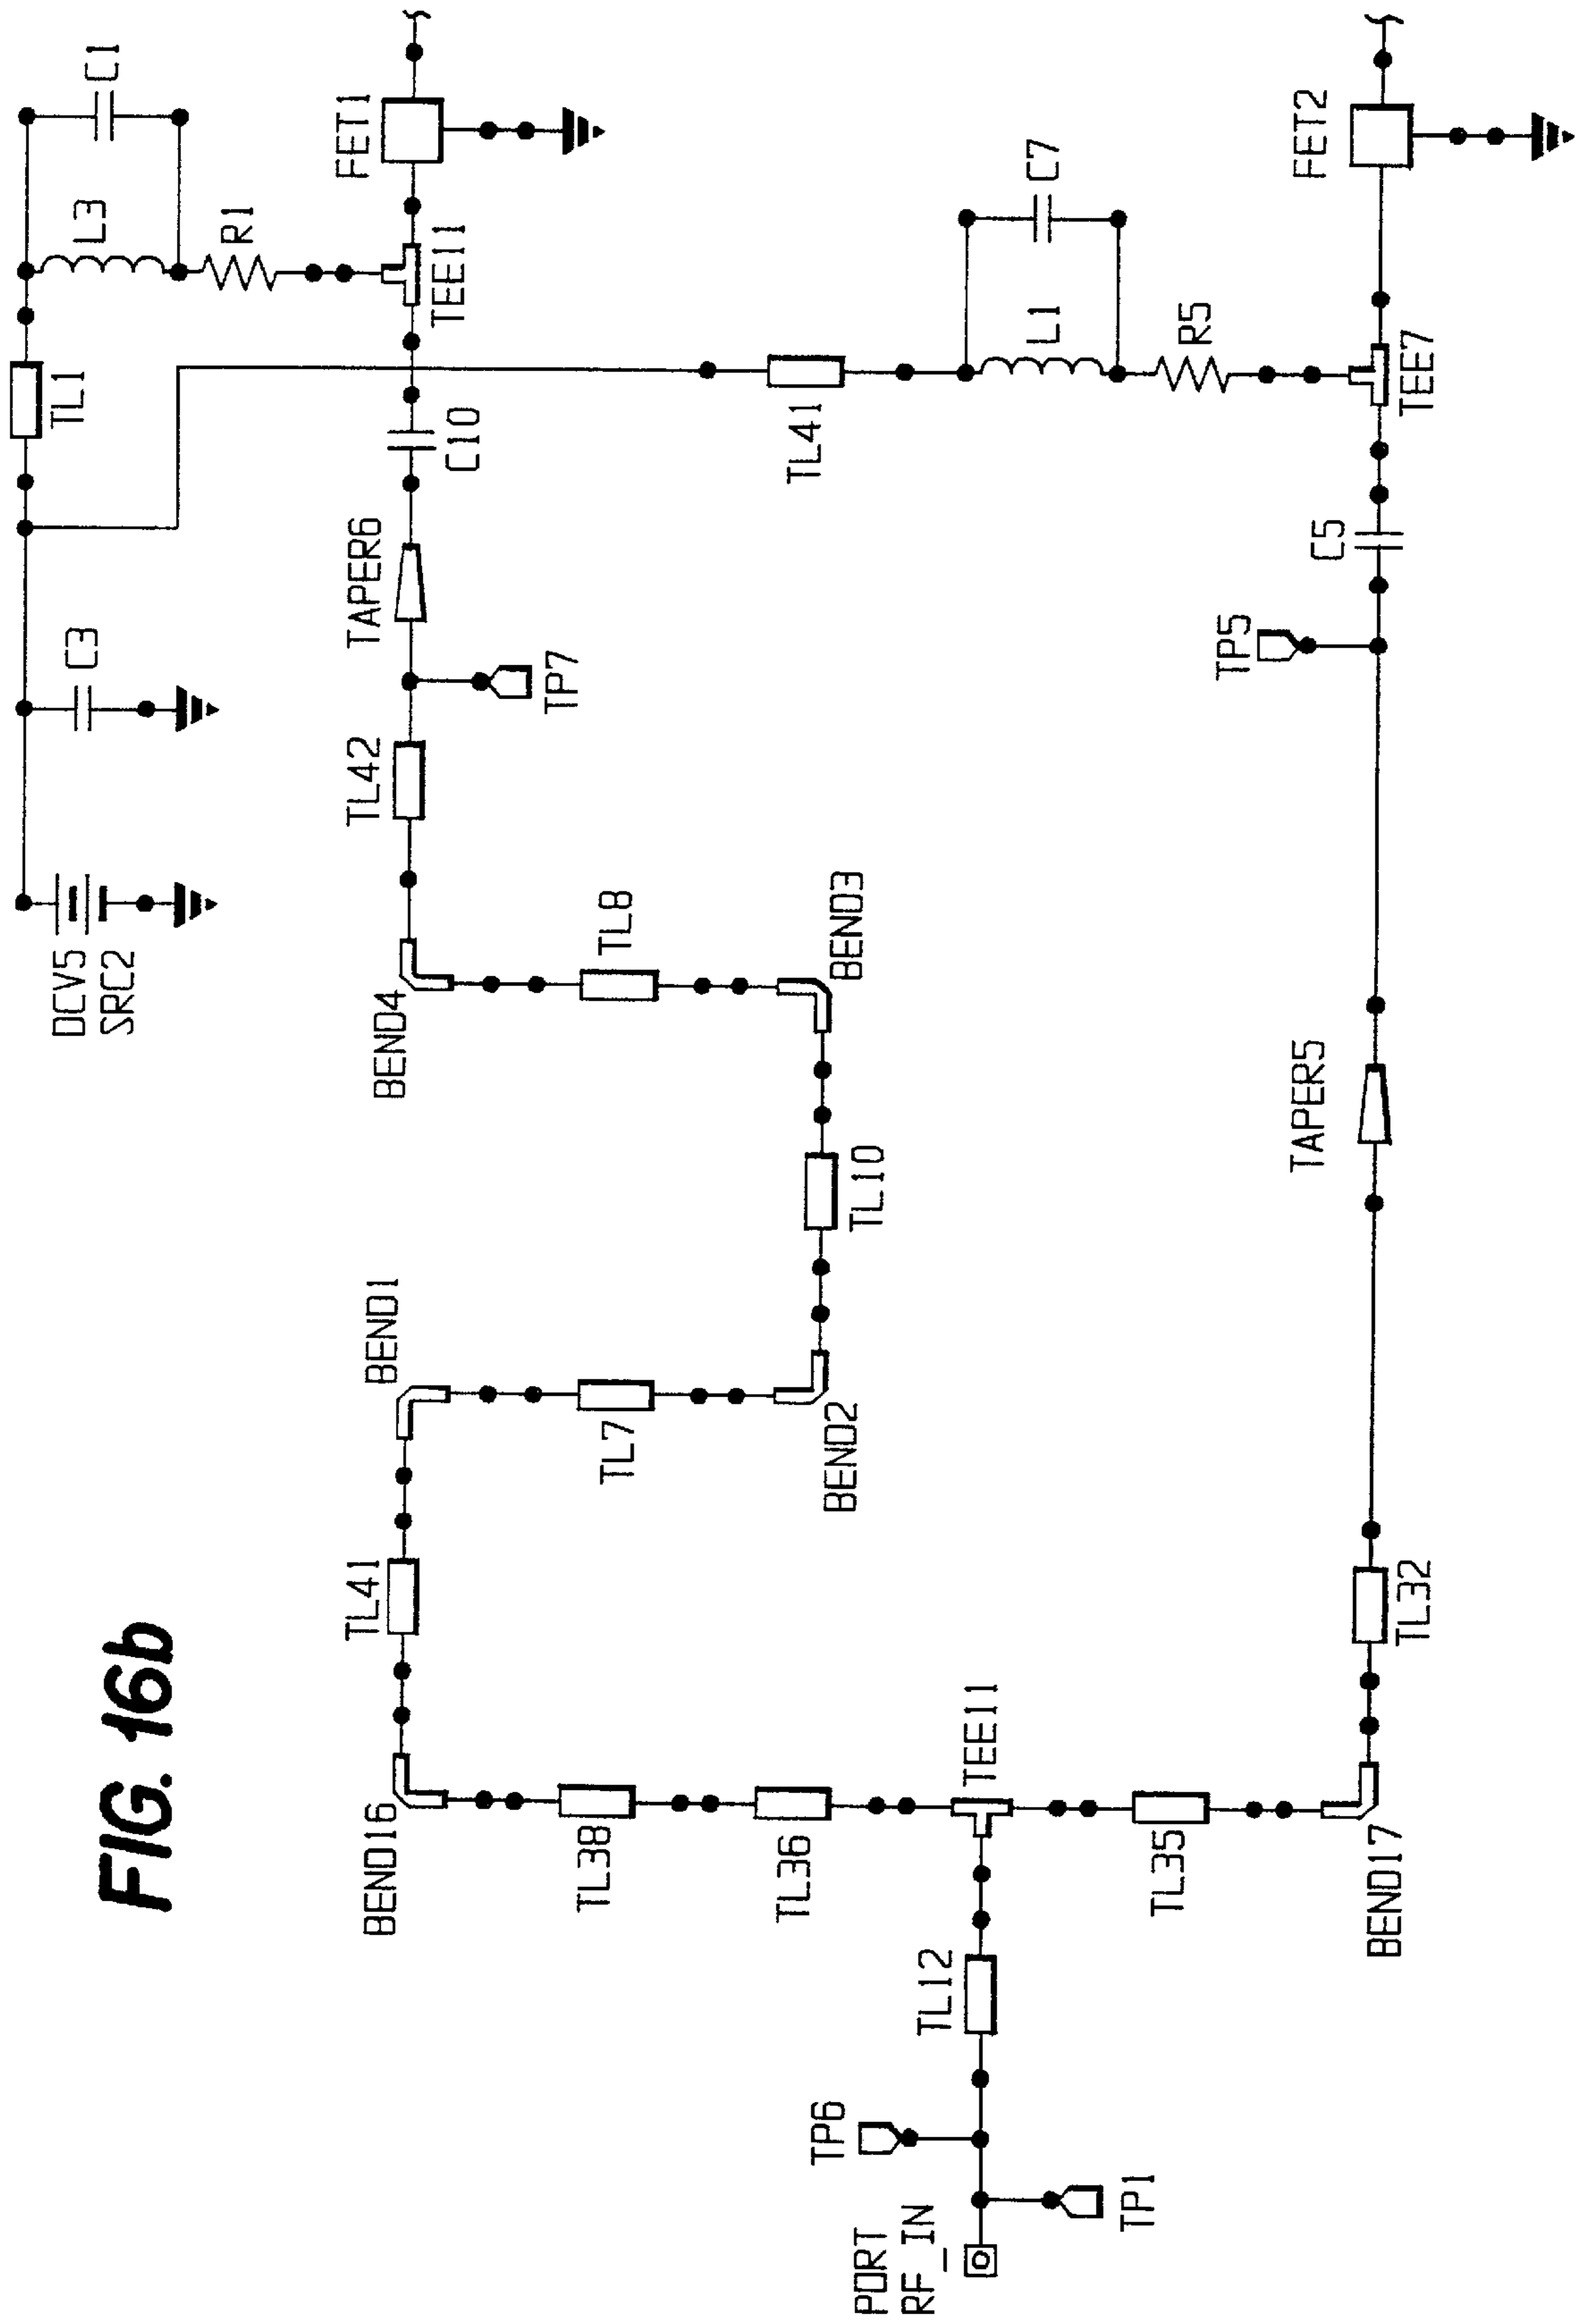 FIG. 16b
DCV5
SRC2
C3
TL1
L3
C1
R1
FET1
TEE11
C10
TAPER6
TP7
TL42
BEND4
TL8
BEND3
TL10
BEND2
TL7
BEND1
TL41
BEND16
TL38
TL36
TEE11
TL12
TP6
PORT
RF_IN
TP1
TL35
BEND17
TL32
TAPER5
TP5
C5
TEE7
R5
L1
C7
TL41
FET2